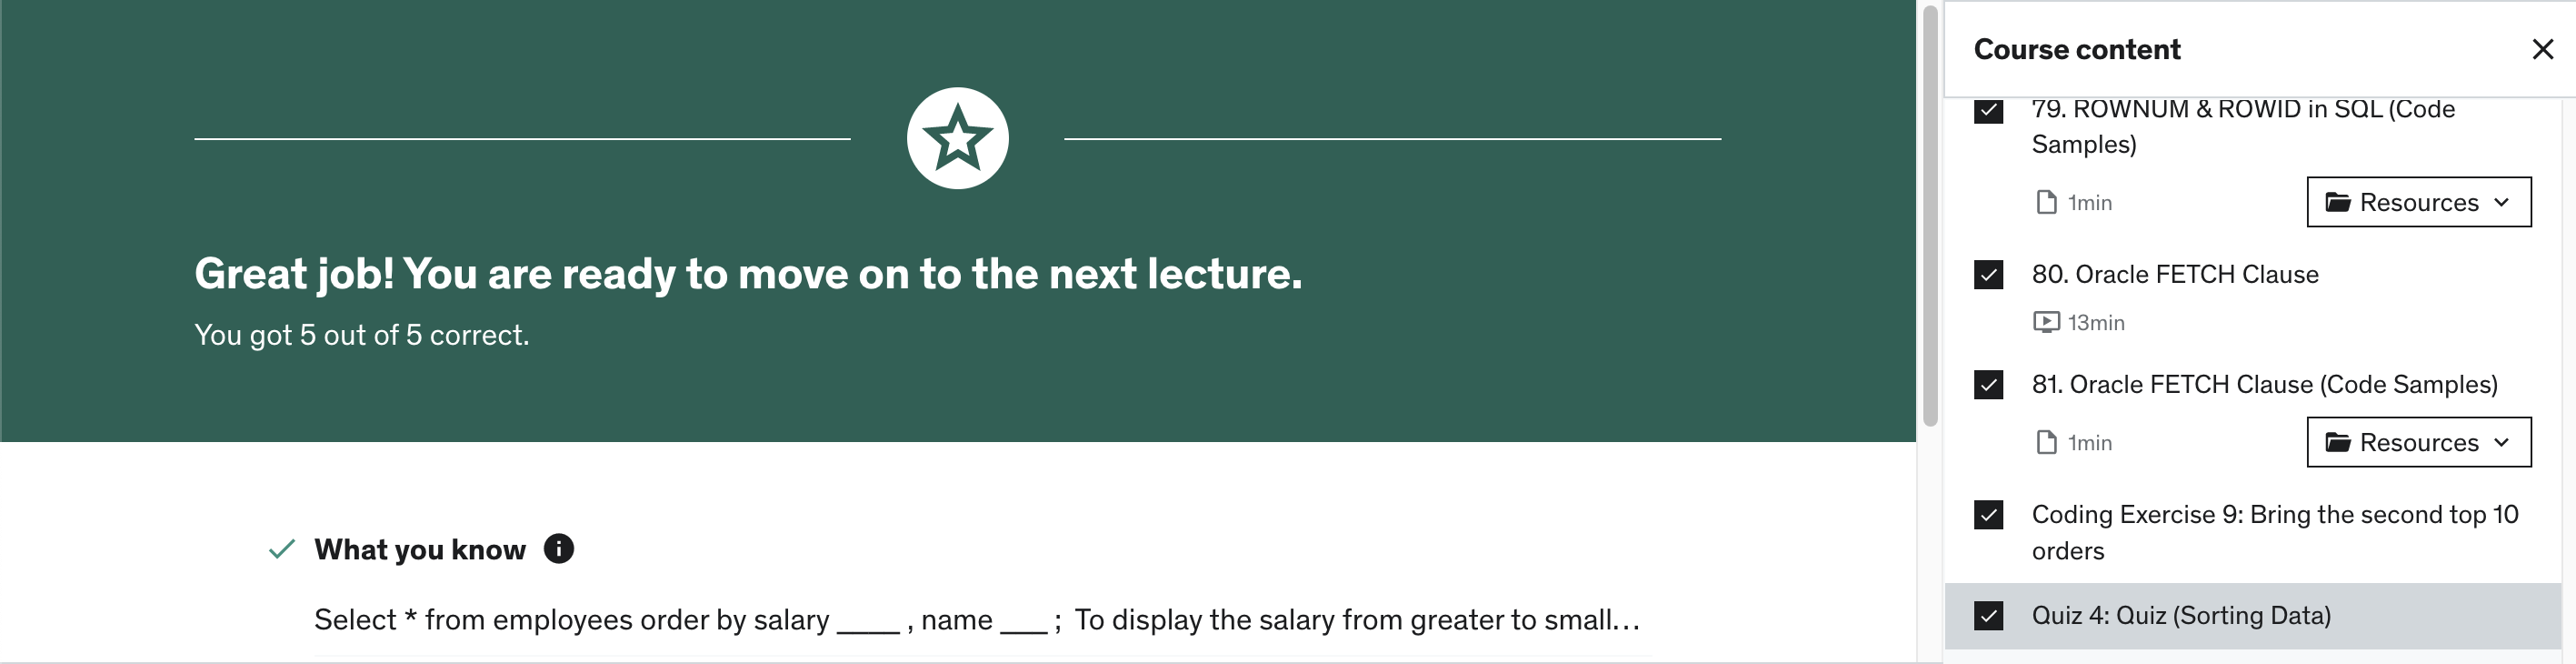 Great job! You are ready to move on to the next lecture.
You got 5 out of 5 correct.
What you know
Select * from employees order by salary ____ , name ___ ;  To display the salary from greater to small...
Course content
79. ROWNUM & ROWID in SQL (Code
Samples)
1min
Resources
80. Oracle FETCH Clause
13min
81. Oracle FETCH Clause (Code Samples)
1min
Resources
Coding Exercise 9: Bring the second top 10
orders
Quiz 4: Quiz (Sorting Data)